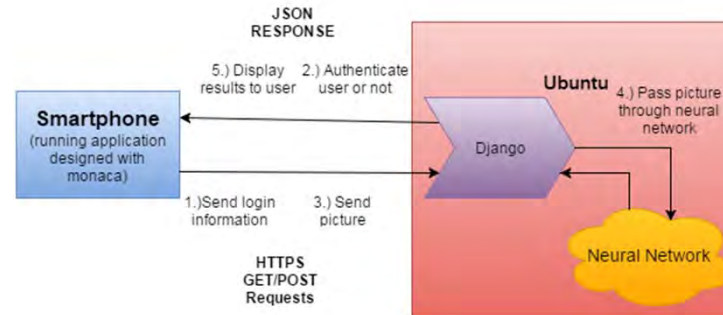 JSON
RESPONSE
5.) Display
results to user
2.) Authenticate
user or not
Ubuntu
4.) Pass picture
through neural
network
Smartphone
(running application
designed with
monaca)
Django
1.)Send login
information
3.) Send
picture
Neural Network
HTTPS
GET/POST
Requests